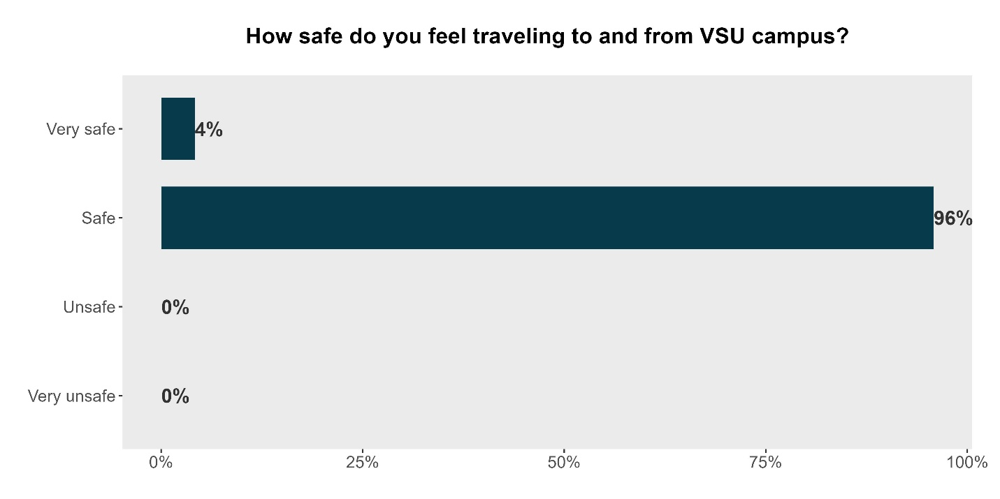 How safe do you feel traveling to and from VSU campus?
Very safe
4%
Safe
96%
Unsafe
0%
Very unsafe
0%
0% 25% 50% 75% 100%